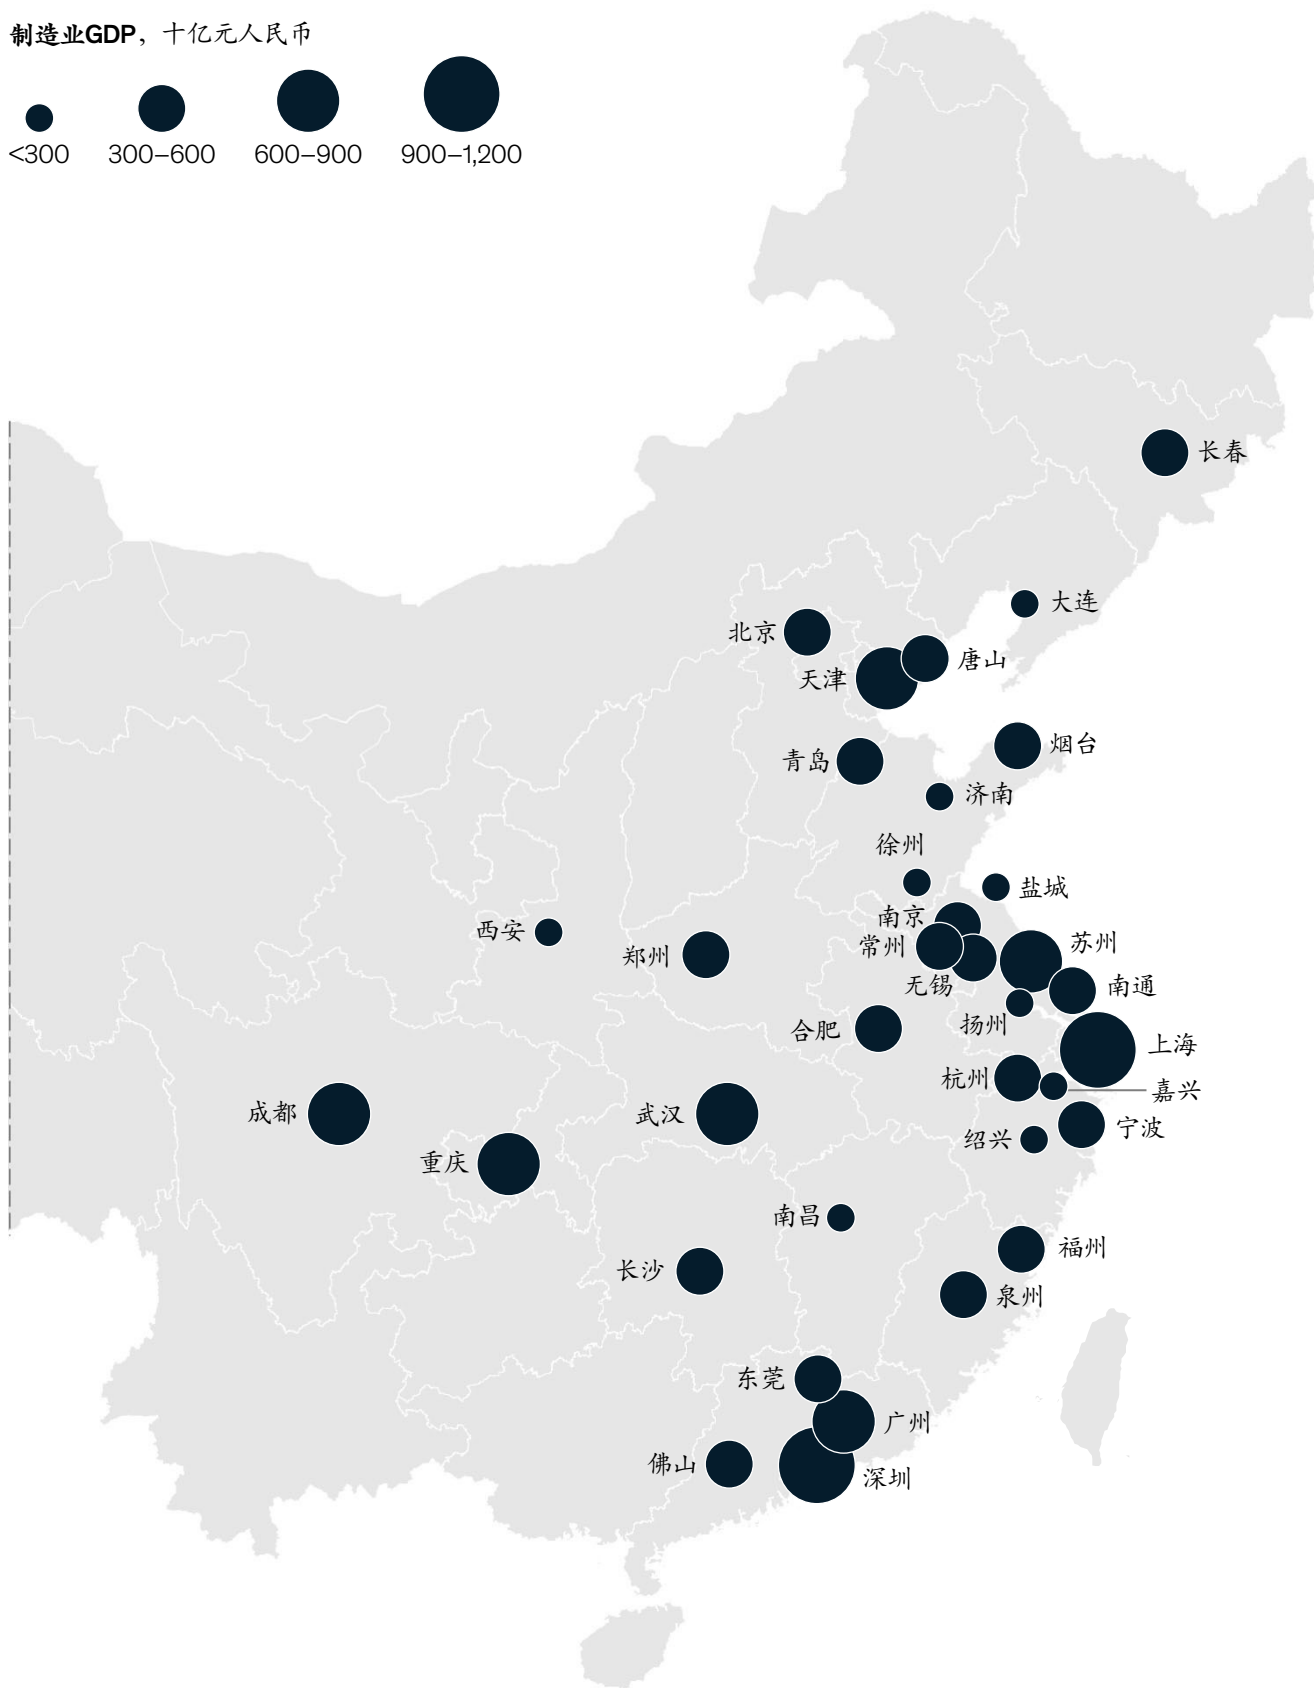 制造业GDP，十亿元人民币
<300 300–600 600–900 900–1,200
长春
大连
北京
唐山
天津
烟台
青岛
济南
徐州
盐城
南京
西安
常州
苏州
郑州
无锡
南通
扬州
合肥
上海
杭州
嘉兴
成都
武汉
宁波
绍兴
重庆
南昌
福州
长沙
泉州
东莞
广州
佛山
深圳